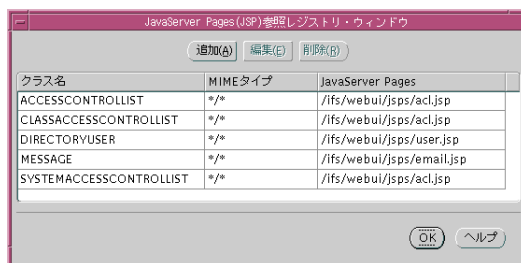 JavaServer Pages(JSP)参照レジストリ・ウィンドウ
追加(A) 編集(E) 削除(R)
クラス名 MIMEタイプ JavaServer Pages
ACCESSCONTROLLIST */* /ifs/webui/jsps/acl.jsp
CLASSACCESSCONTROLLIST */* /ifs/webui/jsps/acl.jsp
DIRECTORYUSER */* /ifs/webui/jsps/user.jsp
MESSAGE */* /ifs/webui/jsps/email.jsp
SYSTEMACCESSCONTROLLIST */* /ifs/webui/jsps/acl.jsp
OK ヘルプ